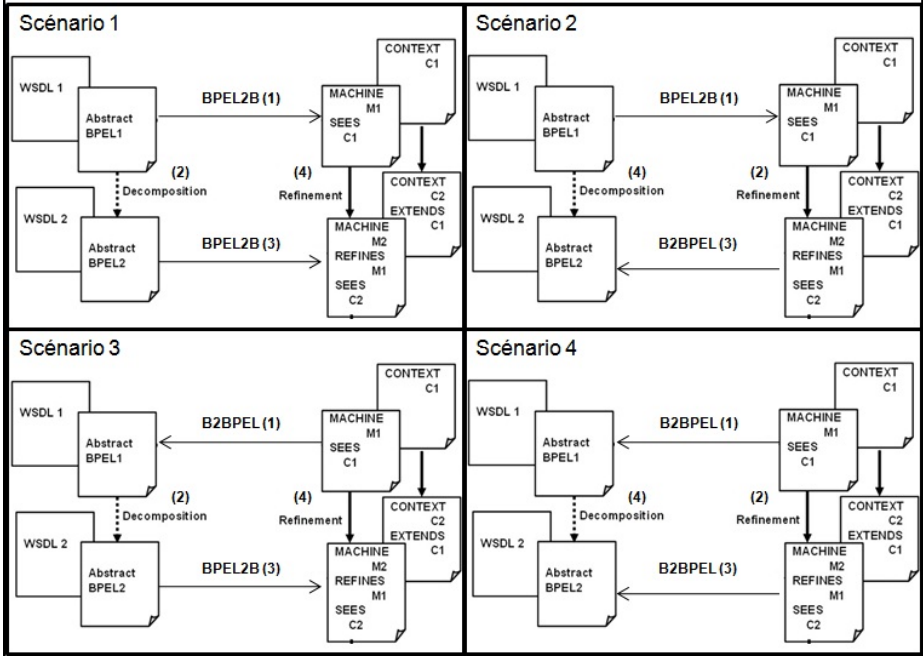 Scénario 1
CONTEXT
C1
WSDL 1
MACHINE
M1
SEES
C1
BPEL2B (1)
Abstract
BPEL1
(2)
Decomposition
(4)
Refinement
CONTEXT
C2
EXTENDS
C1
WSDL 2
MACHINE
M2
REFINES
M1
SEES
C2
Abstract
BPEL2
BPEL2B (3)
Scénario 2
CONTEXT
C1
WSDL 1
MACHINE
M1
SEES
C1
BPEL2B (1)
Abstract
BPEL1
(4)
Decomposition
(2)
Refinement
CONTEXT
C2
EXTENDS
C1
WSDL 2
MACHINE
M2
REFINES
M1
SEES
C2
Abstract
BPEL2
B2BPEL (3)
Scénario 3
CONTEXT
C1
WSDL 1
MACHINE
M1
SEES
C1
B2BPEL (1)
Abstract
BPEL1
(2)
Decomposition
(4)
Refinement
CONTEXT
C2
EXTENDS
C1
WSDL 2
MACHINE
M2
REFINES
M1
SEES
C2
Abstract
BPEL2
BPEL2B (3)
Scénario 4
CONTEXT
C1
WSDL 1
MACHINE
M1
SEES
C1
B2BPEL (1)
Abstract
BPEL1
(4)
Decomposition
(2)
Refinement
CONTEXT
C2
EXTENDS
C1
WSDL 2
MACHINE
M2
REFINES
M1
SEES
C2
Abstract
BPEL2
B2BPEL (3)